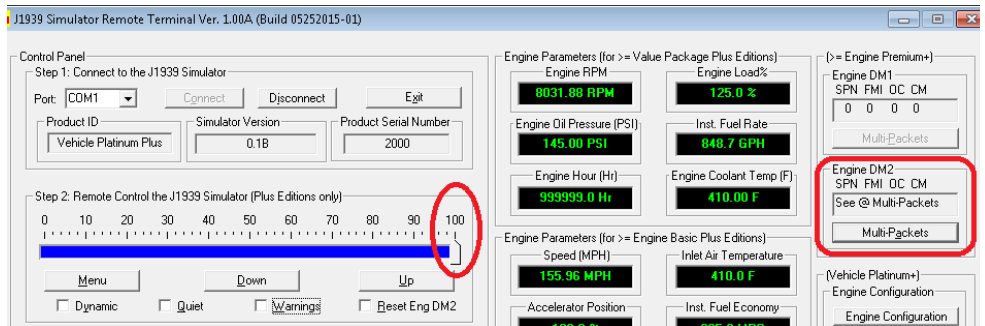 J1939 Simulator Remote Terminal Ver. 1.00A (Build 05252015-01)
Control Panel
Step 1: Connect to the J1939 Simulator
Port: COM1 Connect Disconnect Exit
Product ID Simulator Version Product Serial Number
Vehicle Platinum Plus 0.1B 2000
Step 2: Remote Control the J1939 Simulator (Plus Editions only)
0 10 20 30 40 50 60 70 80 90 100
Menu Down Up
Dynamic Quiet Warnings Reset Eng DM2
Engine Parameters (for >= Value Package Plus Editions)
Engine RPM Engine Load%
8031.88 RPM 125.0 %
Engine Oil Pressure (PSI) Inst. Fuel Rate
145.00 PSI 848.7 GPH
Engine Hour (Hr) Engine Coolant Temp (F)
999999.0 Hr 410.00 F
Engine Parameters (for >= Engine Basic Plus Editions)
Speed (MPH) Inlet Air Temperature
155.96 MPH 410.0 F
Accelerator Position Inst. Fuel Economy
(>= Engine Premium+)
Engine DM1
SPN FMI OC CM
0 0 0 0
Multi-Packets
Engine DM2
SPN FMI OC CM
See @ Multi-Packets
Multi-Packets
(Vehicle Platinum+)
Engine Configuration
Engine Configuration